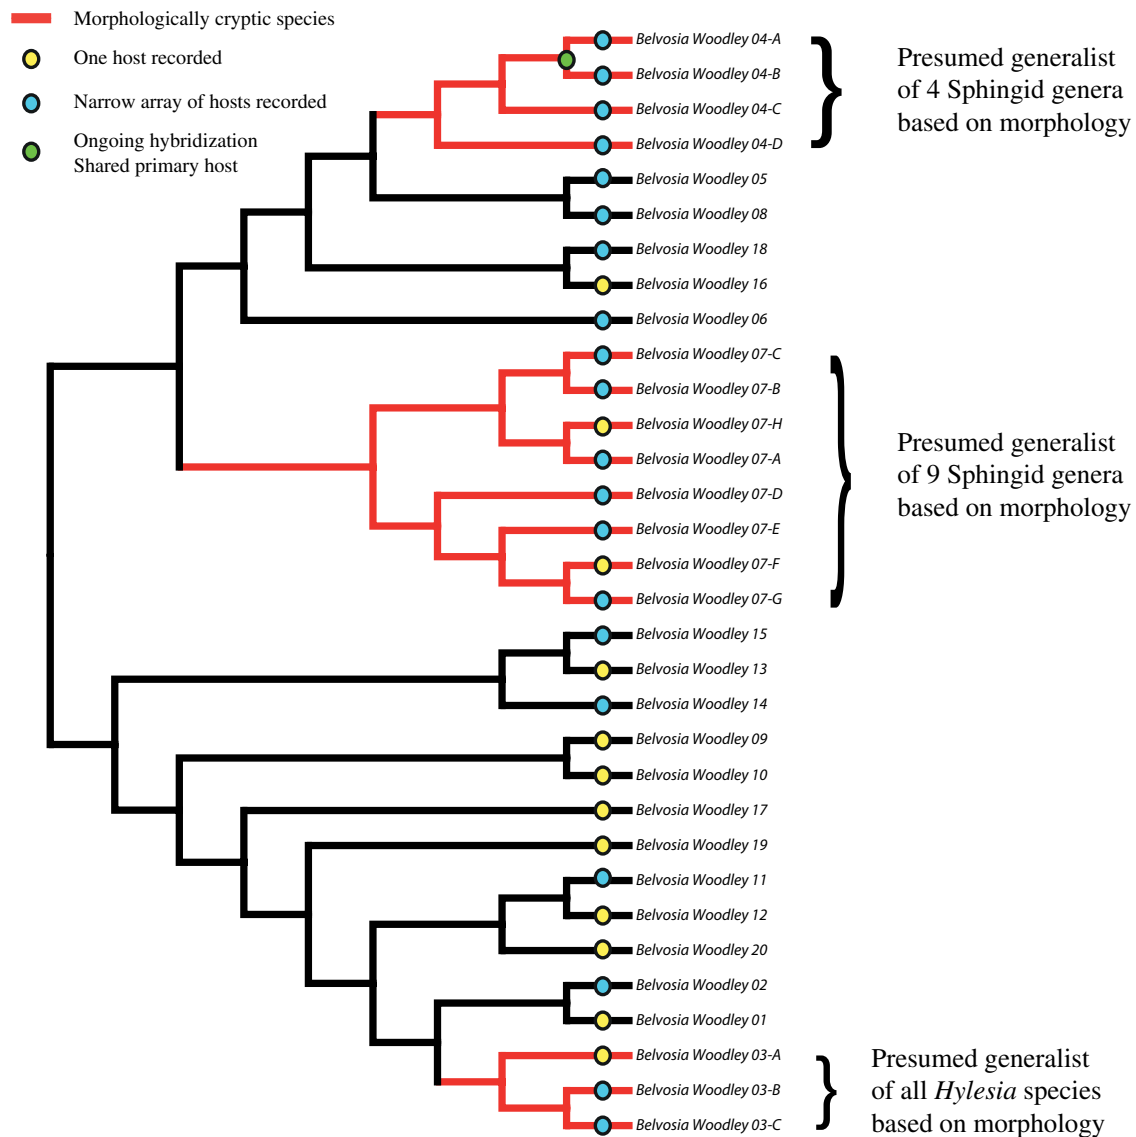 Morphologically cryptic species
One host recorded
Narrow array of hosts recorded
Ongoing hybridization
Shared primary host
Belvosia Woodley 04-A
Belvosia Woodley 04-B
Belvosia Woodley 04-C
Belvosia Woodley 04-D
Presumed generalist
of 4 Sphingid genera
based on morphology
Belvosia Woodley 05
Belvosia Woodley 08
Belvosia Woodley 18
Belvosia Woodley 16
Belvosia Woodley 06
Belvosia Woodley 07-C
Belvosia Woodley 07-B
Belvosia Woodley 07-H
Belvosia Woodley 07-A
Belvosia Woodley 07-D
Belvosia Woodley 07-E
Belvosia Woodley 07-F
Belvosia Woodley 07-G
Presumed generalist
of 9 Sphingid genera
based on morphology
Belvosia Woodley 15
Belvosia Woodley 13
Belvosia Woodley 14
Belvosia Woodley 09
Belvosia Woodley 10
Belvosia Woodley 17
Belvosia Woodley 19
Belvosia Woodley 11
Belvosia Woodley 12
Belvosia Woodley 20
Belvosia Woodley 02
Belvosia Woodley 01
Belvosia Woodley 03-A
Belvosia Woodley 03-B
Belvosia Woodley 03-C
Presumed generalist
of all Hylesia species
based on morphology